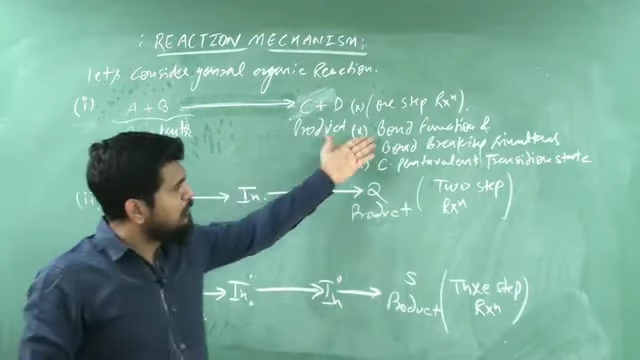 : REACTION MECHANISM:
Let's Consider general organic Reaction.
(i) A + B → C + D (x) (one step Rxn).
Product (x) Bond Formation &
Bond Breaking
C pentavalent Transition state
(ii) → In. → Q (Two step
Product Rxn)
→ In. → In → S (Three step
Product Rxn)